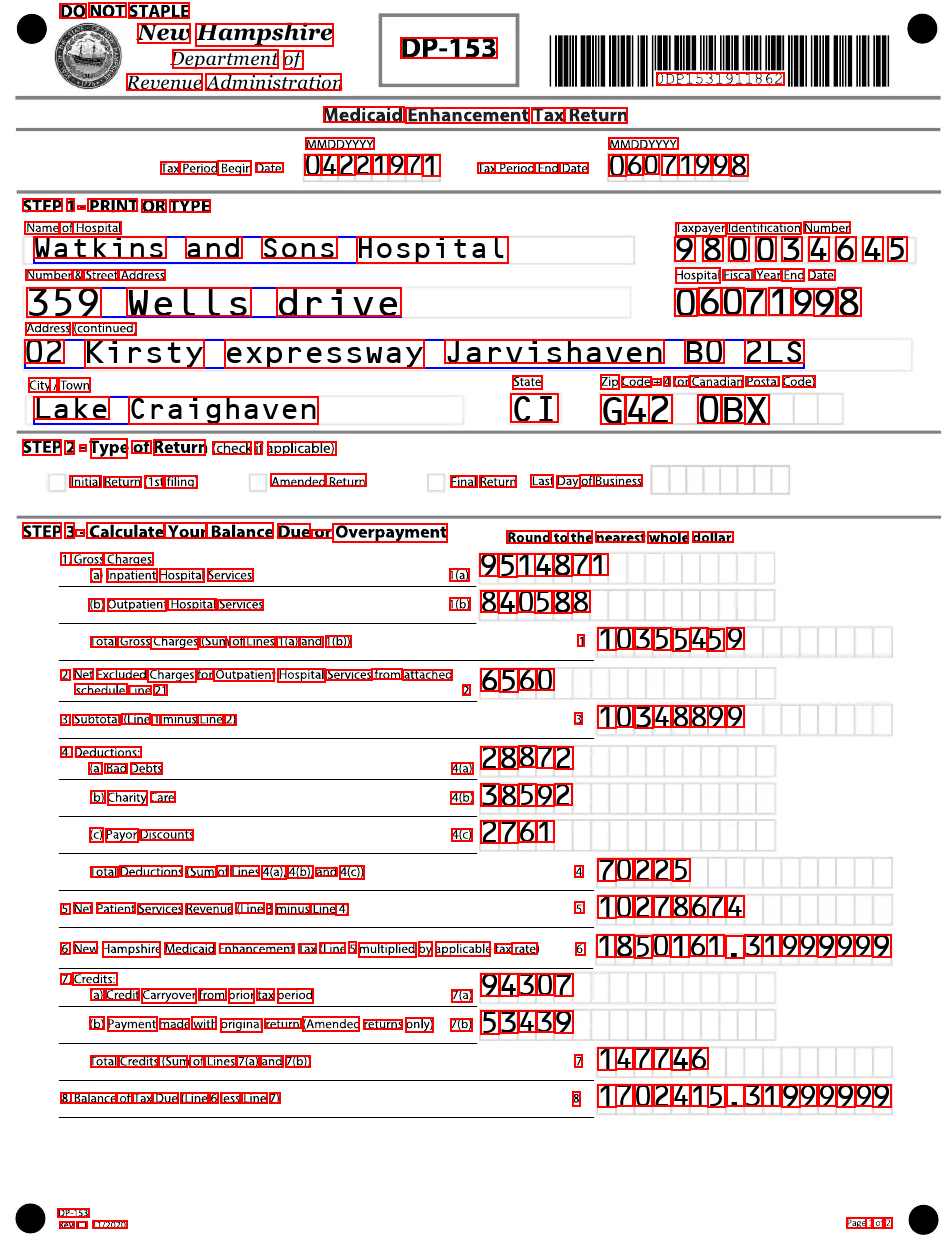 DO NOT STAPLE
New Hampshire
Department of
Revenue Administration
DP-153
0DP1531911862
Medicaid Enhancement Tax Return
MMDDYYYY MMDDYYYY
Tax Period Begin Date 04221971 Tax Period End Date 06071998
STEP 1 - PRINT OR TYPE
Name of Hospital Taxpayer Identification Number
Watkins and Sons Hospital 980034645
Number & Street Address Hospital Fiscal Year End Date
359 Wells drive 06071998
Address (continued)
02 Kirsty expressway Jarvishaven B0 2LS
City / Town State Zip Code + 4 (or Canadian Postal Code)
Lake Craighaven CI G42 0BX
STEP 2 - Type of Return (check if applicable)
Initial Return (1st filing Amended Return Final Return Last Day of Business
STEP 3 - Calculate Your Balance Due or Overpayment Round to the nearest whole dollar
1. Gross Charges
a) Inpatient Hospital Services 1(a) 9514871
(b) Outpatient Hospital Services 1(b) 840588
Total Gross Charges (Sum of Lines 1(a) and 1(b)) 1 10355459
2. Net Excluded Charges for Outpatient Hospital Services from attached
schedule Line 21 2 6560
3. Subtotal (Line 1 minus Line 2) 3 10348899
4. Deductions:
(a) Bad Debts 4(a) 28872
b) Charity Care 4(b) 38592
(c) Payor Discounts 4(c) 2761
Total Deductions (Sum of Lines 4(a), 4(b), and 4(c)) 4 70225
5. Net Patient Services Revenue (Line 3 minus Line 4) 5 10278674
6. New Hampshire Medicaid Enhancement Tax (Line 5 multiplied by applicable tax rate) 6 1850161.31999999
7. Credits:
a) Credit Carryover from prior tax period 7(a) 94307
(b) Payment made with original return (Amended returns only) 7(b) 53439
Total Credits (Sum of Lines 7(a) and 7(b)) 7 147746
8. Balance of Tax Due (Line 6 less Line 7) 8 1702415.31999999
DP-153
Page 1 of 2